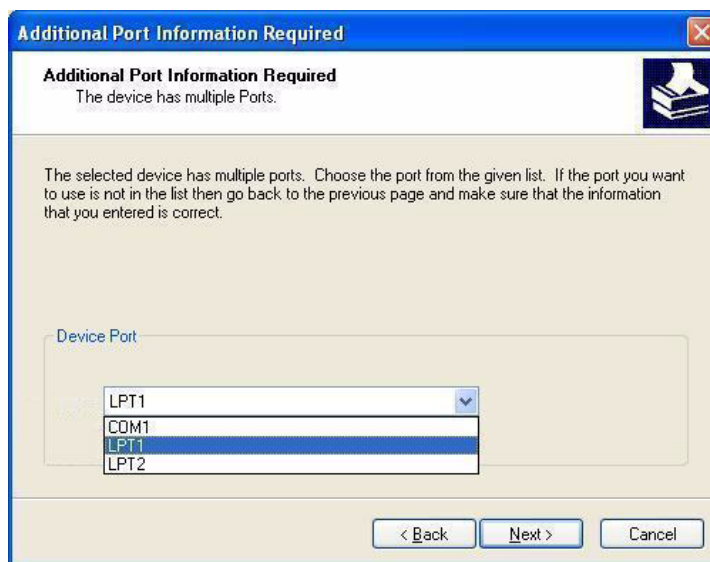 Additional Port Information Required
Additional Port Information Required
The device has multiple Ports.
The selected device has multiple ports. Choose the port from the given list. If the port you want
to use is not in the list then go back to the previous page and make sure that the information
that you entered is correct.
Device Port
LPT1
COM1
LPT1
LPT2
< Back
Next >
Cancel